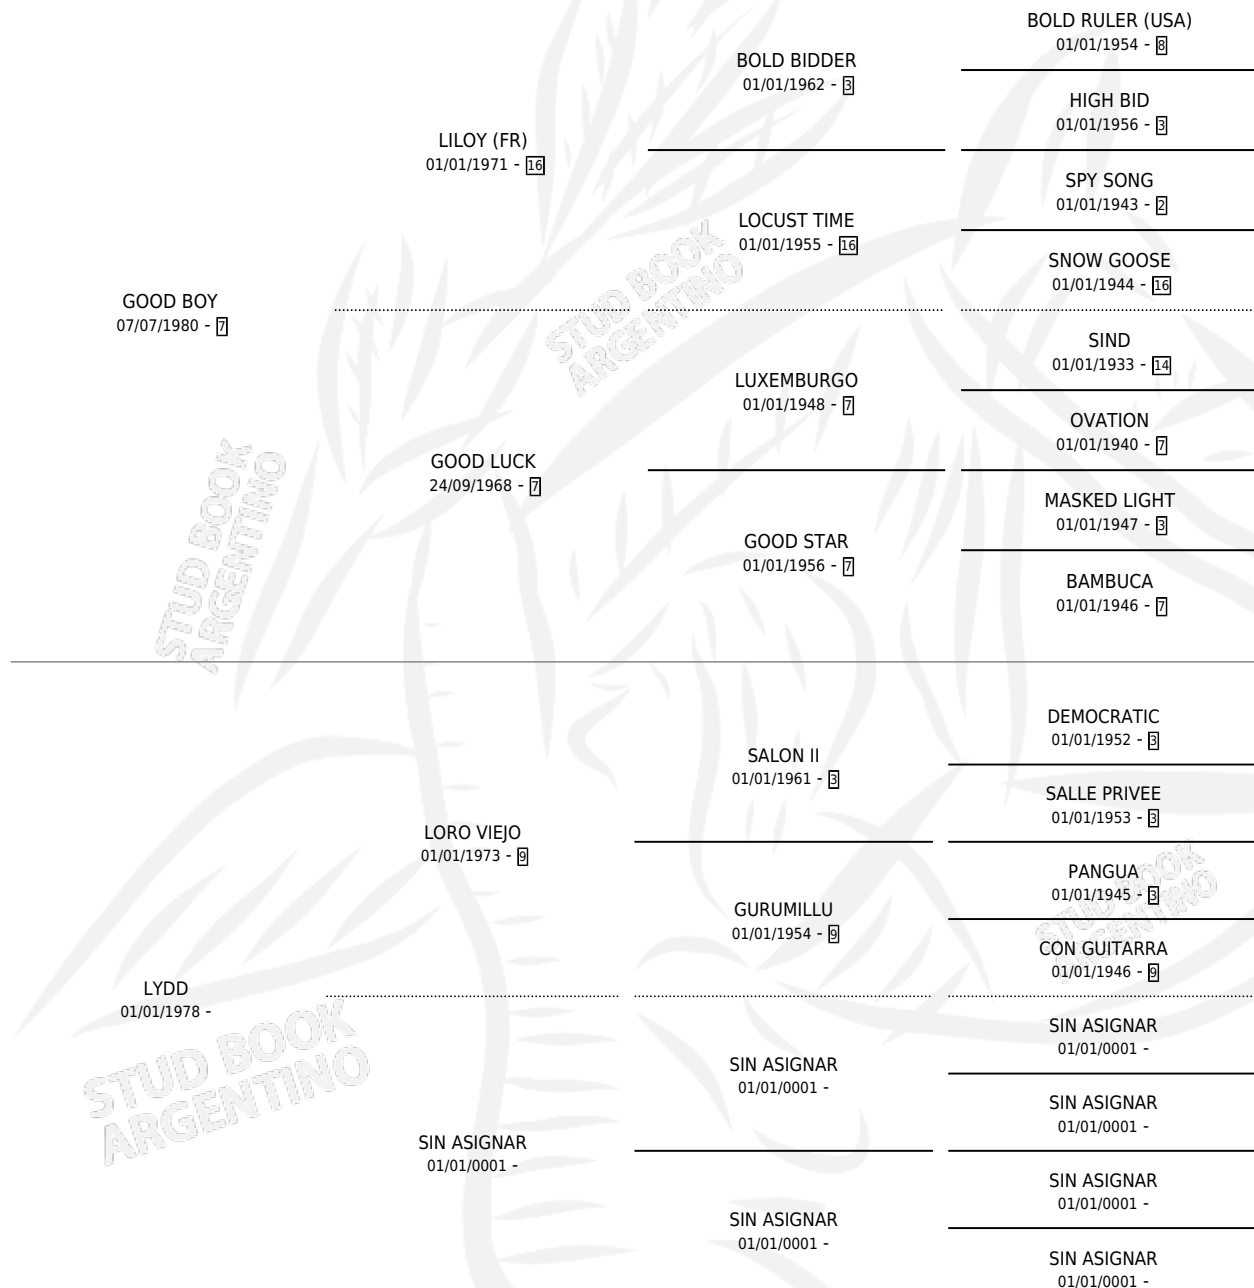 BOLD RULER (USA)
01/01/1954 - 8
BOLD BIDDER
01/01/1962 - 3
HIGH BID
01/01/1956 - 3
LILOY (FR)
01/01/1971 - 16
SPY SONG
01/01/1943 - 2
LOCUST TIME
01/01/1955 - 16
SNOW GOOSE
01/01/1944 - 16
GOOD BOY
07/07/1980 - 7
SIND
01/01/1933 - 14
LUXEMBURGO
01/01/1948 - 7
OVATION
01/01/1940 - 7
GOOD LUCK
24/09/1968 - 7
MASKED LIGHT
01/01/1947 - 3
GOOD STAR
01/01/1956 - 7
BAMBUCA
01/01/1946 - 7
DEMOCRATIC
01/01/1952 - 3
SALON II
01/01/1961 - 3
SALLE PRIVEE
01/01/1953 - 3
LORO VIEJO
01/01/1973 - 9
PANGUA
01/01/1945 - 3
GURUMILLU
01/01/1954 - 9
CON GUITARRA
01/01/1946 - 9
LYDD
01/01/1978 -
SIN ASIGNAR
01/01/0001 -
SIN ASIGNAR
01/01/0001 -
SIN ASIGNAR
01/01/0001 -
SIN ASIGNAR
01/01/0001 -
SIN ASIGNAR
01/01/0001 -
SIN ASIGNAR
01/01/0001 -
SIN ASIGNAR
01/01/0001 -
STUD BOOK
ARGENTINO
STUD BOOK
ARGENTINO
STUD BOOK
ARGENTINO
STUD BOOK
ARGENTINO